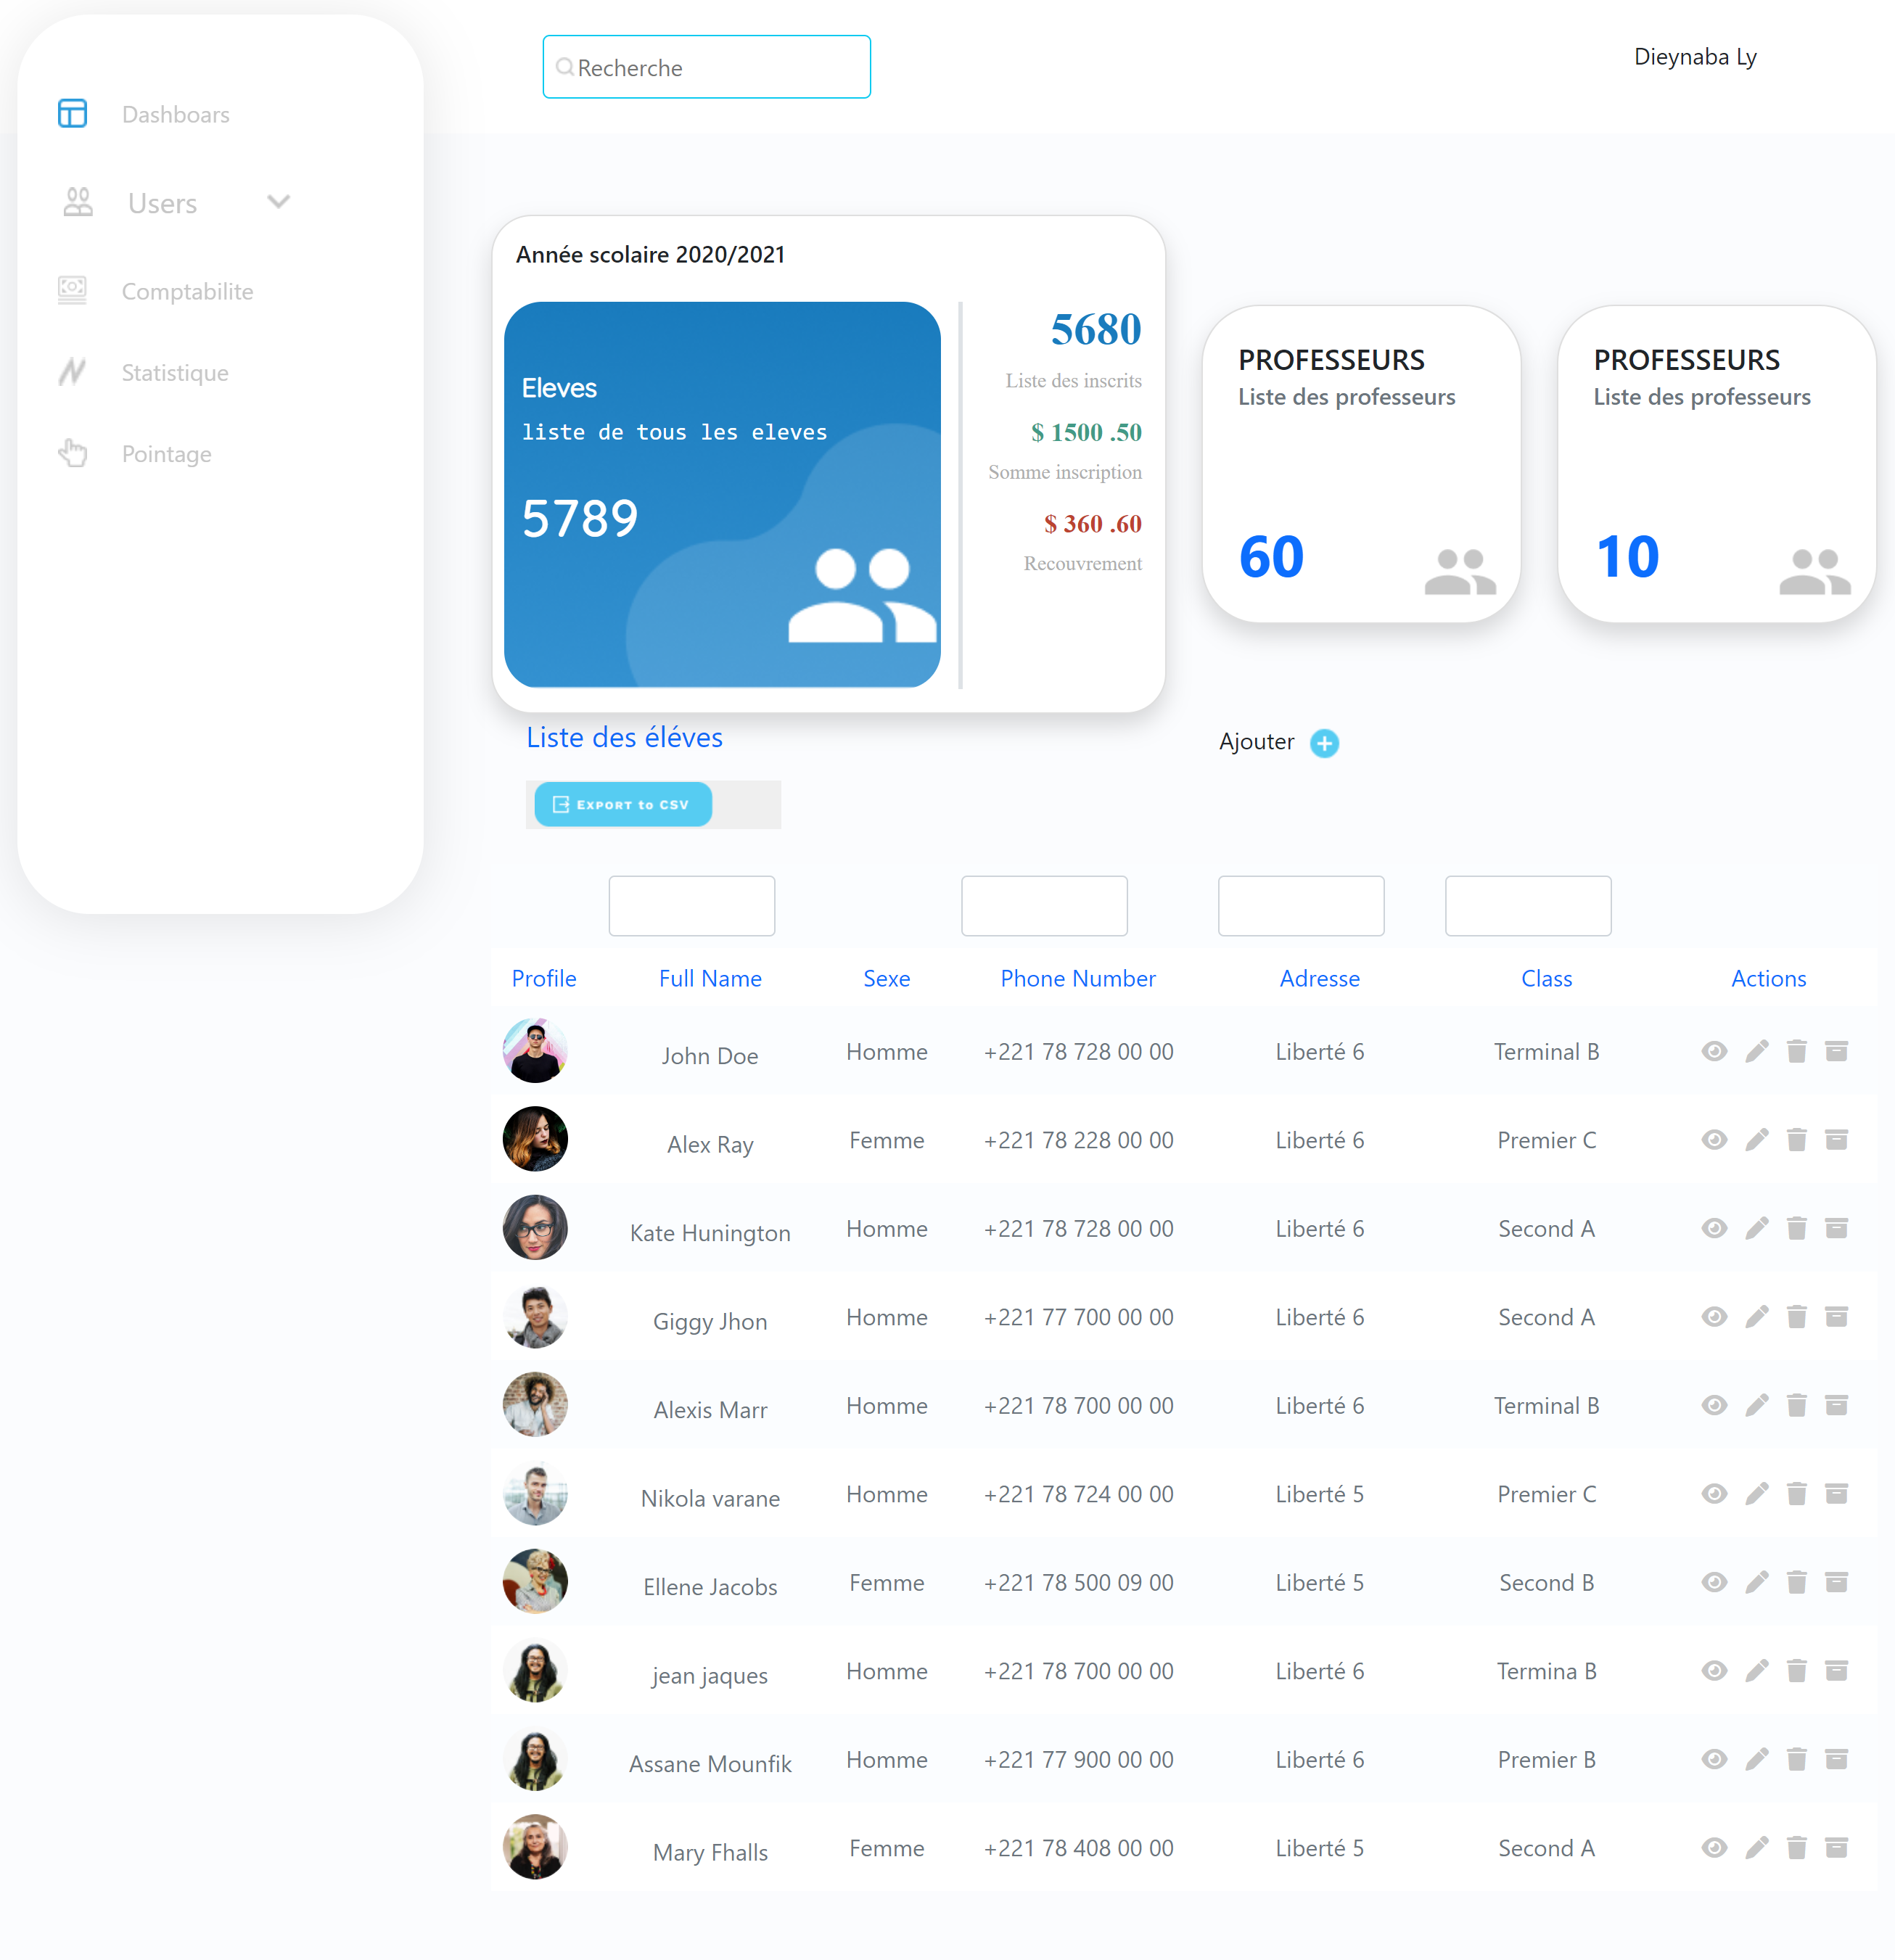 Dashboars
Users
Comptabilite
Statistique
Pointage
Recherche
Dieynaba Ly
Année scolaire 2020/2021
Eleves
liste de tous les eleves
5789
5680
Liste des inscrits
$ 1500 .50
Somme inscription
$ 360 .60
Recouvrement
PROFESSEURS
Liste des professeurs
60
PROFESSEURS
Liste des professeurs
10
Liste des éléves
Ajouter
Export to CSV
Profile Full Name Sexe Phone Number Adresse Class Actions
John Doe Homme +221 78 728 00 00 Liberté 6 Terminal B
Alex Ray Femme +221 78 228 00 00 Liberté 6 Premier C
Kate Hunington Homme +221 78 728 00 00 Liberté 6 Second A
Giggy Jhon Homme +221 77 700 00 00 Liberté 6 Second A
Alexis Marr Homme +221 78 700 00 00 Liberté 6 Terminal B
Nikola varane Homme +221 78 724 00 00 Liberté 5 Premier C
Ellene Jacobs Femme +221 78 500 09 00 Liberté 5 Second B
jean jaques Homme +221 78 700 00 00 Liberté 6 Termina B
Assane Mounfik Homme +221 77 900 00 00 Liberté 6 Premier B
Mary Fhalls Femme +221 78 408 00 00 Liberté 5 Second A